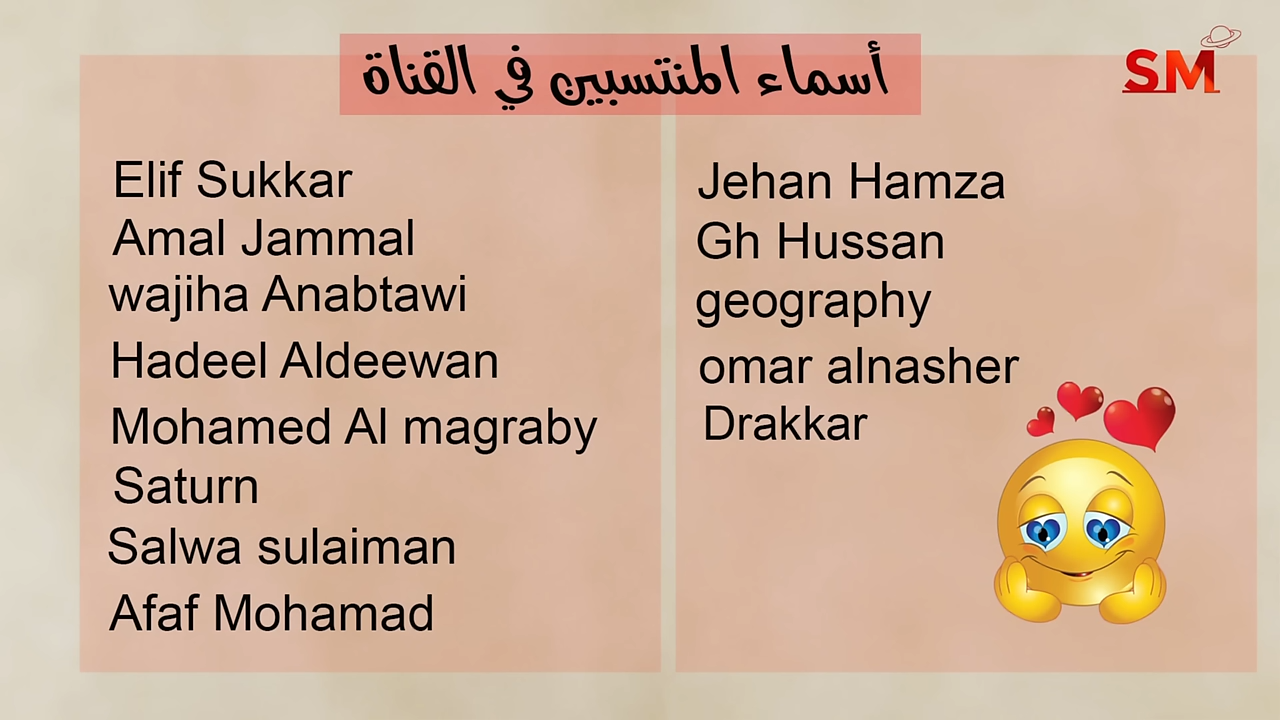 أسماء المنتسبين في القناة
SM
Elif Sukkar
Amal Jammal
wajiha Anabtawi
Hadeel Aldeewan
Mohamed Al magraby
Saturn
Salwa sulaiman
Afaf Mohamad
Jehan Hamza
Gh Hussan
geography
omar alnasher
Drakkar